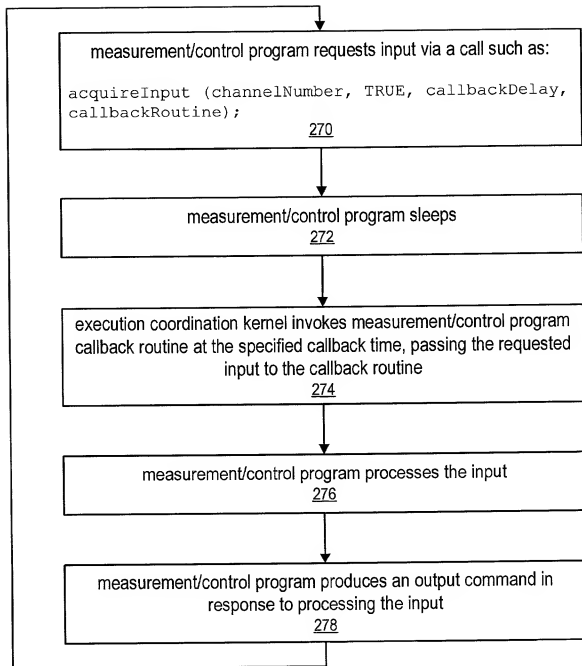 measurement/control program requests input via a call such as:
acquireInput (channelNumber, TRUE, callbackDelay,
callbackRoutine);
270
measurement/control program sleeps
272
execution coordination kernel invokes measurement/control program
callback routine at the specified callback time, passing the requested
input to the callback routine
274
measurement/control program processes the input
276
measurement/control program produces an output command in
response to processing the input
278